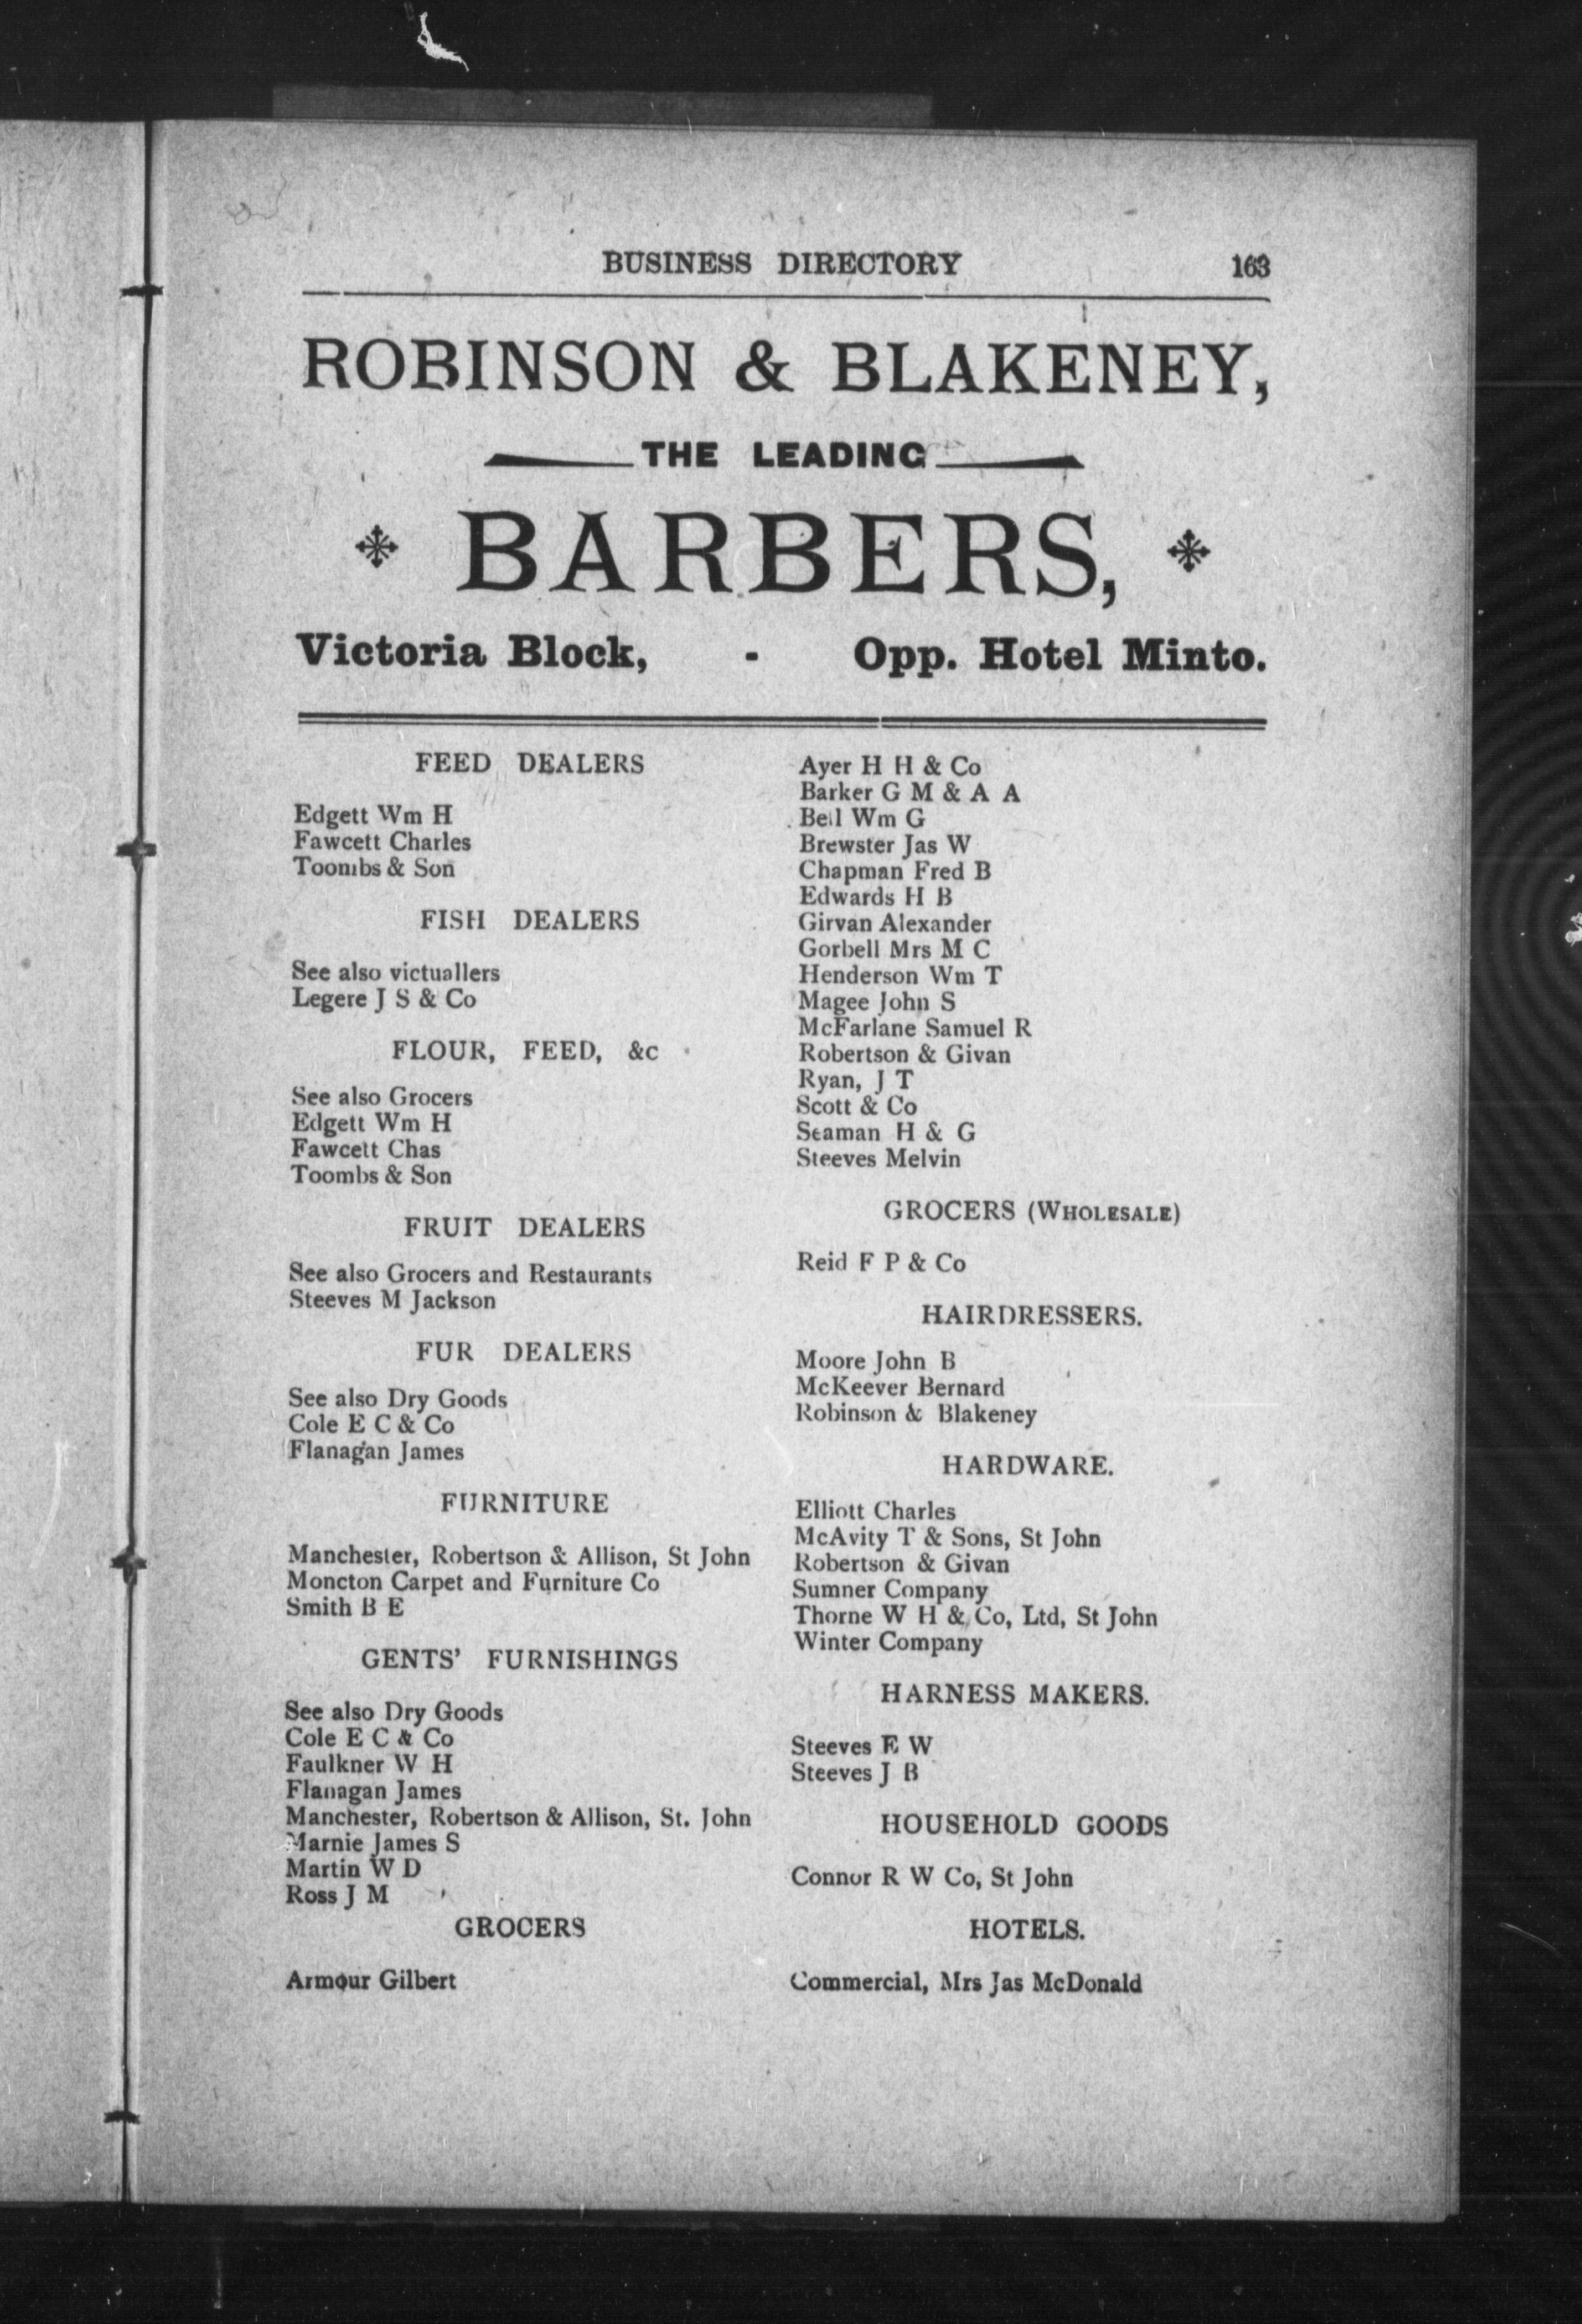 BUSINESS DIRECTORY 163
ROBINSON & BLAKENEY,
THE LEADING
BARBERS,
Victoria Block, - Opp. Hotel Minto.
FEED DEALERS
Edgett Wm H
Fawcett Charles
Toombs & Son
FISH DEALERS
See also victuallers
Legere J S & Co
FLOUR, FEED, &c
See also Grocers
Edgett Wm H
Fawcett Chas
Toombs & Son
FRUIT DEALERS
See also Grocers and Restaurants
Steeves M Jackson
FUR DEALERS
See also Dry Goods
Cole E C & Co
Flanagan James
FURNITURE
Manchester, Robertson & Allison, St John
Moncton Carpet and Furniture Co
Smith B E
GENTS' FURNISHINGS
See also Dry Goods
Cole E C & Co
Faulkner W H
Flanagan James
Manchester, Robertson & Allison, St. John
Marnie James S
Martin W D
Ross J M
GROCERS
Armour Gilbert
Ayer H H & Co
Barker G M & A A
Bell Wm G
Brewster Jas W
Chapman Fred B
Edwards H B
Girvan Alexander
Gorbell Mrs M C
Henderson Wm T
Magee John S
McFarlane Samuel R
Robertson & Givan
Ryan, J T
Scott & Co
Seaman H & G
Steeves Melvin
GROCERS (WHOLESALE)
Reid F P & Co
HAIRDRESSERS.
Moore John B
McKeever Bernard
Robinson & Blakeney
HARDWARE.
Elliott Charles
McAvity T & Sons, St John
Robertson & Givan
Sumner Company
Thorne W H & Co, Ltd, St John
Winter Company
HARNESS MAKERS.
Steeves E W
Steeves J B
HOUSEHOLD GOODS
Connor R W Co, St John
HOTELS.
Commercial, Mrs Jas McDonald